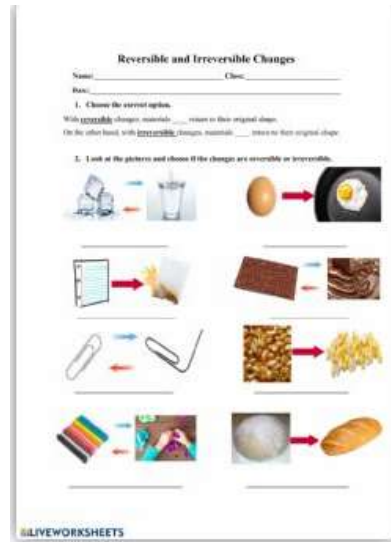 Reversible and Irreversible Changes
Name: Class:
Date:
1. Choose the correct option.
With reversible changes, materials ____ return to their original shape.
On the other hand, with irreversible changes, materials ____ return to their original shape.
2. Look at the pictures and choose if the changes are reversible or irreversible.
LIVEWORKSHEETS